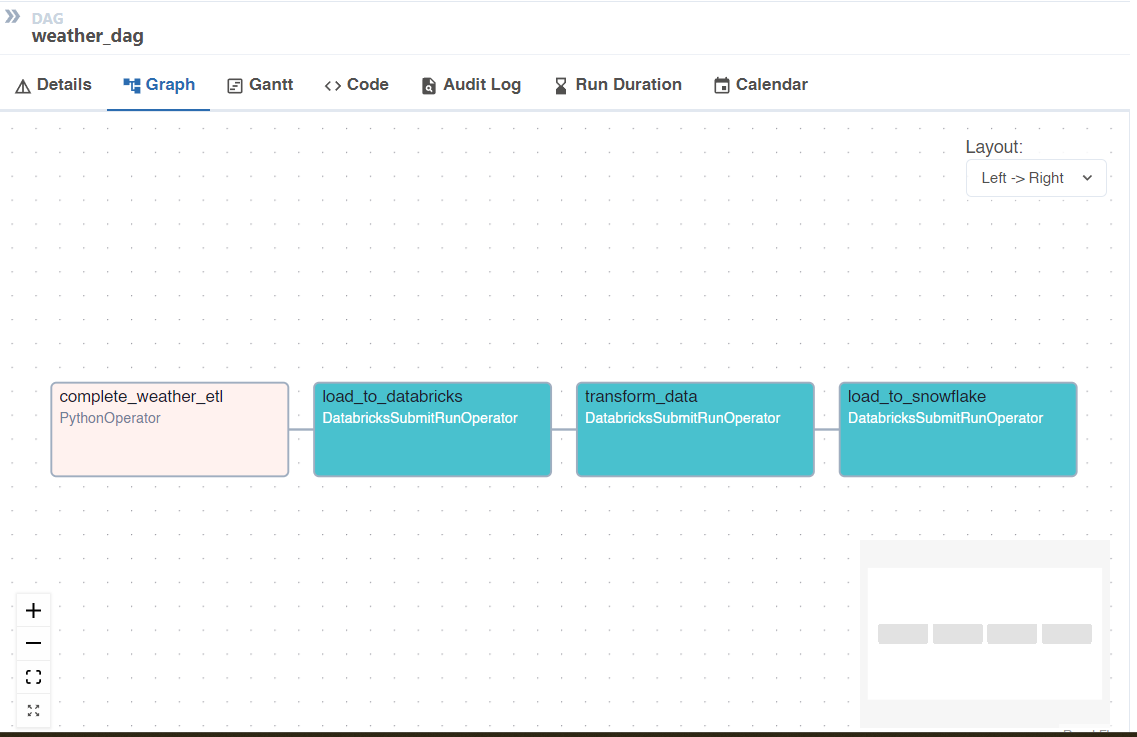 DAG
weather_dag
Details Graph Gantt Code Audit Log Run Duration Calendar
Layout:
Left -> Right
complete_weather_etl
PythonOperator
load_to_databricks
DatabricksSubmitRunOperator
transform_data
DatabricksSubmitRunOperator
load_to_snowflake
DatabricksSubmitRunOperator